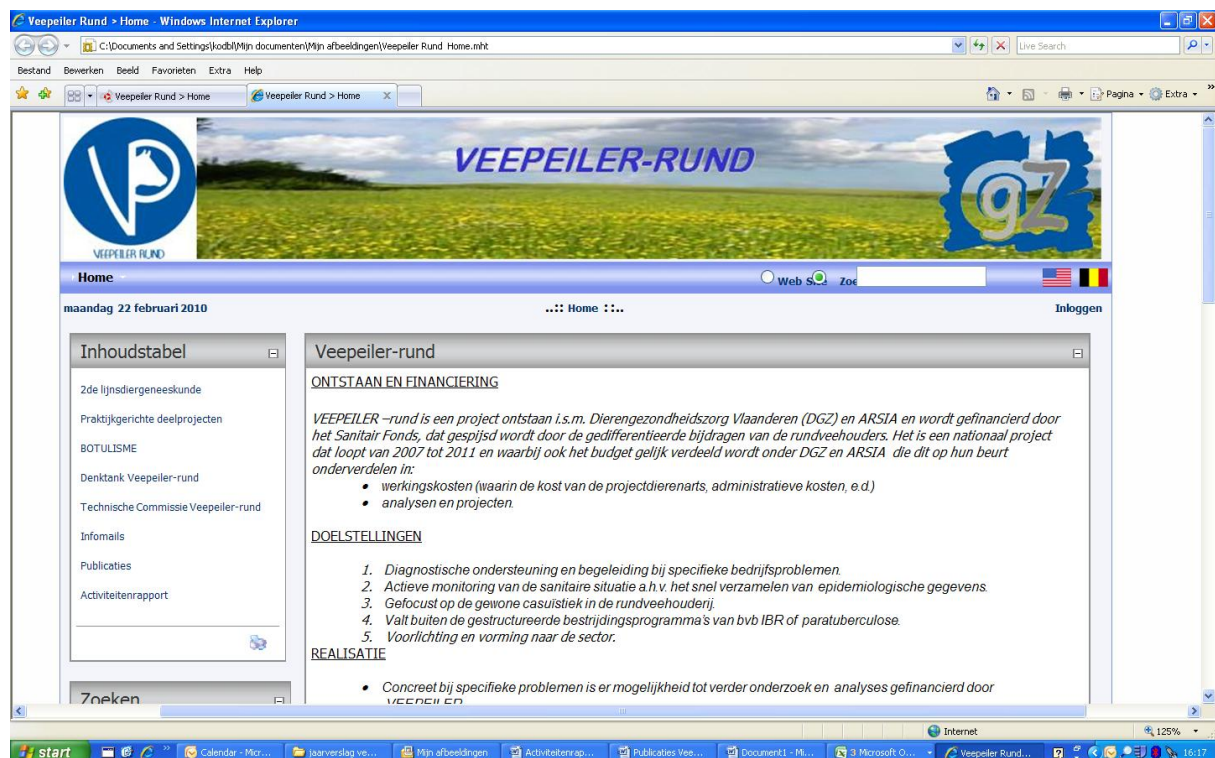 Veepeiler Rund > Home - Windows Internet Explorer
C:\Documents and Settings\kodbl\Mijn documenten\Mijn afbeeldingen\Veepeiler Rund Home.mht
Live Search
Bestand Bewerken Beeld Favorieten Extra Help
Veepeiler Rund > Home
Veepeiler Rund > Home
Pagina
Extra
VP
VEEPEILER RUND
VEEPEILER-RUND
gz
Home
Web
maandag 22 februari 2010
..:: Home ::..
Inloggen
Inhoudstabel
2de lijnsdiergeneeskunde
Praktijkgerichte deelprojecten
BOTULISME
Denktank Veepeiler-rund
Technische Commissie Veepeiler-rund
Infomails
Publicaties
Activiteitenrapport
Zoeken
Veepeiler-rund
ONTSTAAN EN FINANCIERING
VEEPEILER –rund is een project ontstaan i.s.m. Dierengezondheidszorg Vlaanderen (DGZ) en ARSIA en wordt gefinancierd door
het Sanitair Fonds, dat gespijsd wordt door de gedifferentieerde bijdragen van de rundveehouders. Het is een nationaal project
dat loopt van 2007 tot 2011 en waarbij ook het budget gelijk verdeeld wordt onder DGZ en ARSIA die dit op hun beurt
onderverdelen in:
• werkingskosten (waarin de kost van de projectdierenarts, administratieve kosten, e.d.)
• analysen en projecten.
DOELSTELLINGEN
1. Diagnostische ondersteuning en begeleiding bij specifieke bedrijfsproblemen.
2. Actieve monitoring van de sanitaire situatie a.h.v. het snel verzamelen van epidemiologische gegevens.
3. Gefocust op de gewone casuïstiek in de rundveehouderij.
4. Valt buiten de gestructureerde bestrijdingsprogramma's van bvb IBR of paratuberculose.
5. Voorlichting en vorming naar de sector.
REALISATIE
• Concreet bij specifieke problemen is er mogelijkheid tot verder onderzoek en analyses gefinancierd door
VEEPEILER
Internet
125%
start
Calendar - Micr...
jaarverslag ve...
Mijn afbeeldingen
Activiteitenrap...
Publicaties Vee...
Document1 - Mi...
3 Microsoft O...
Veepeiler Rund...
16:17